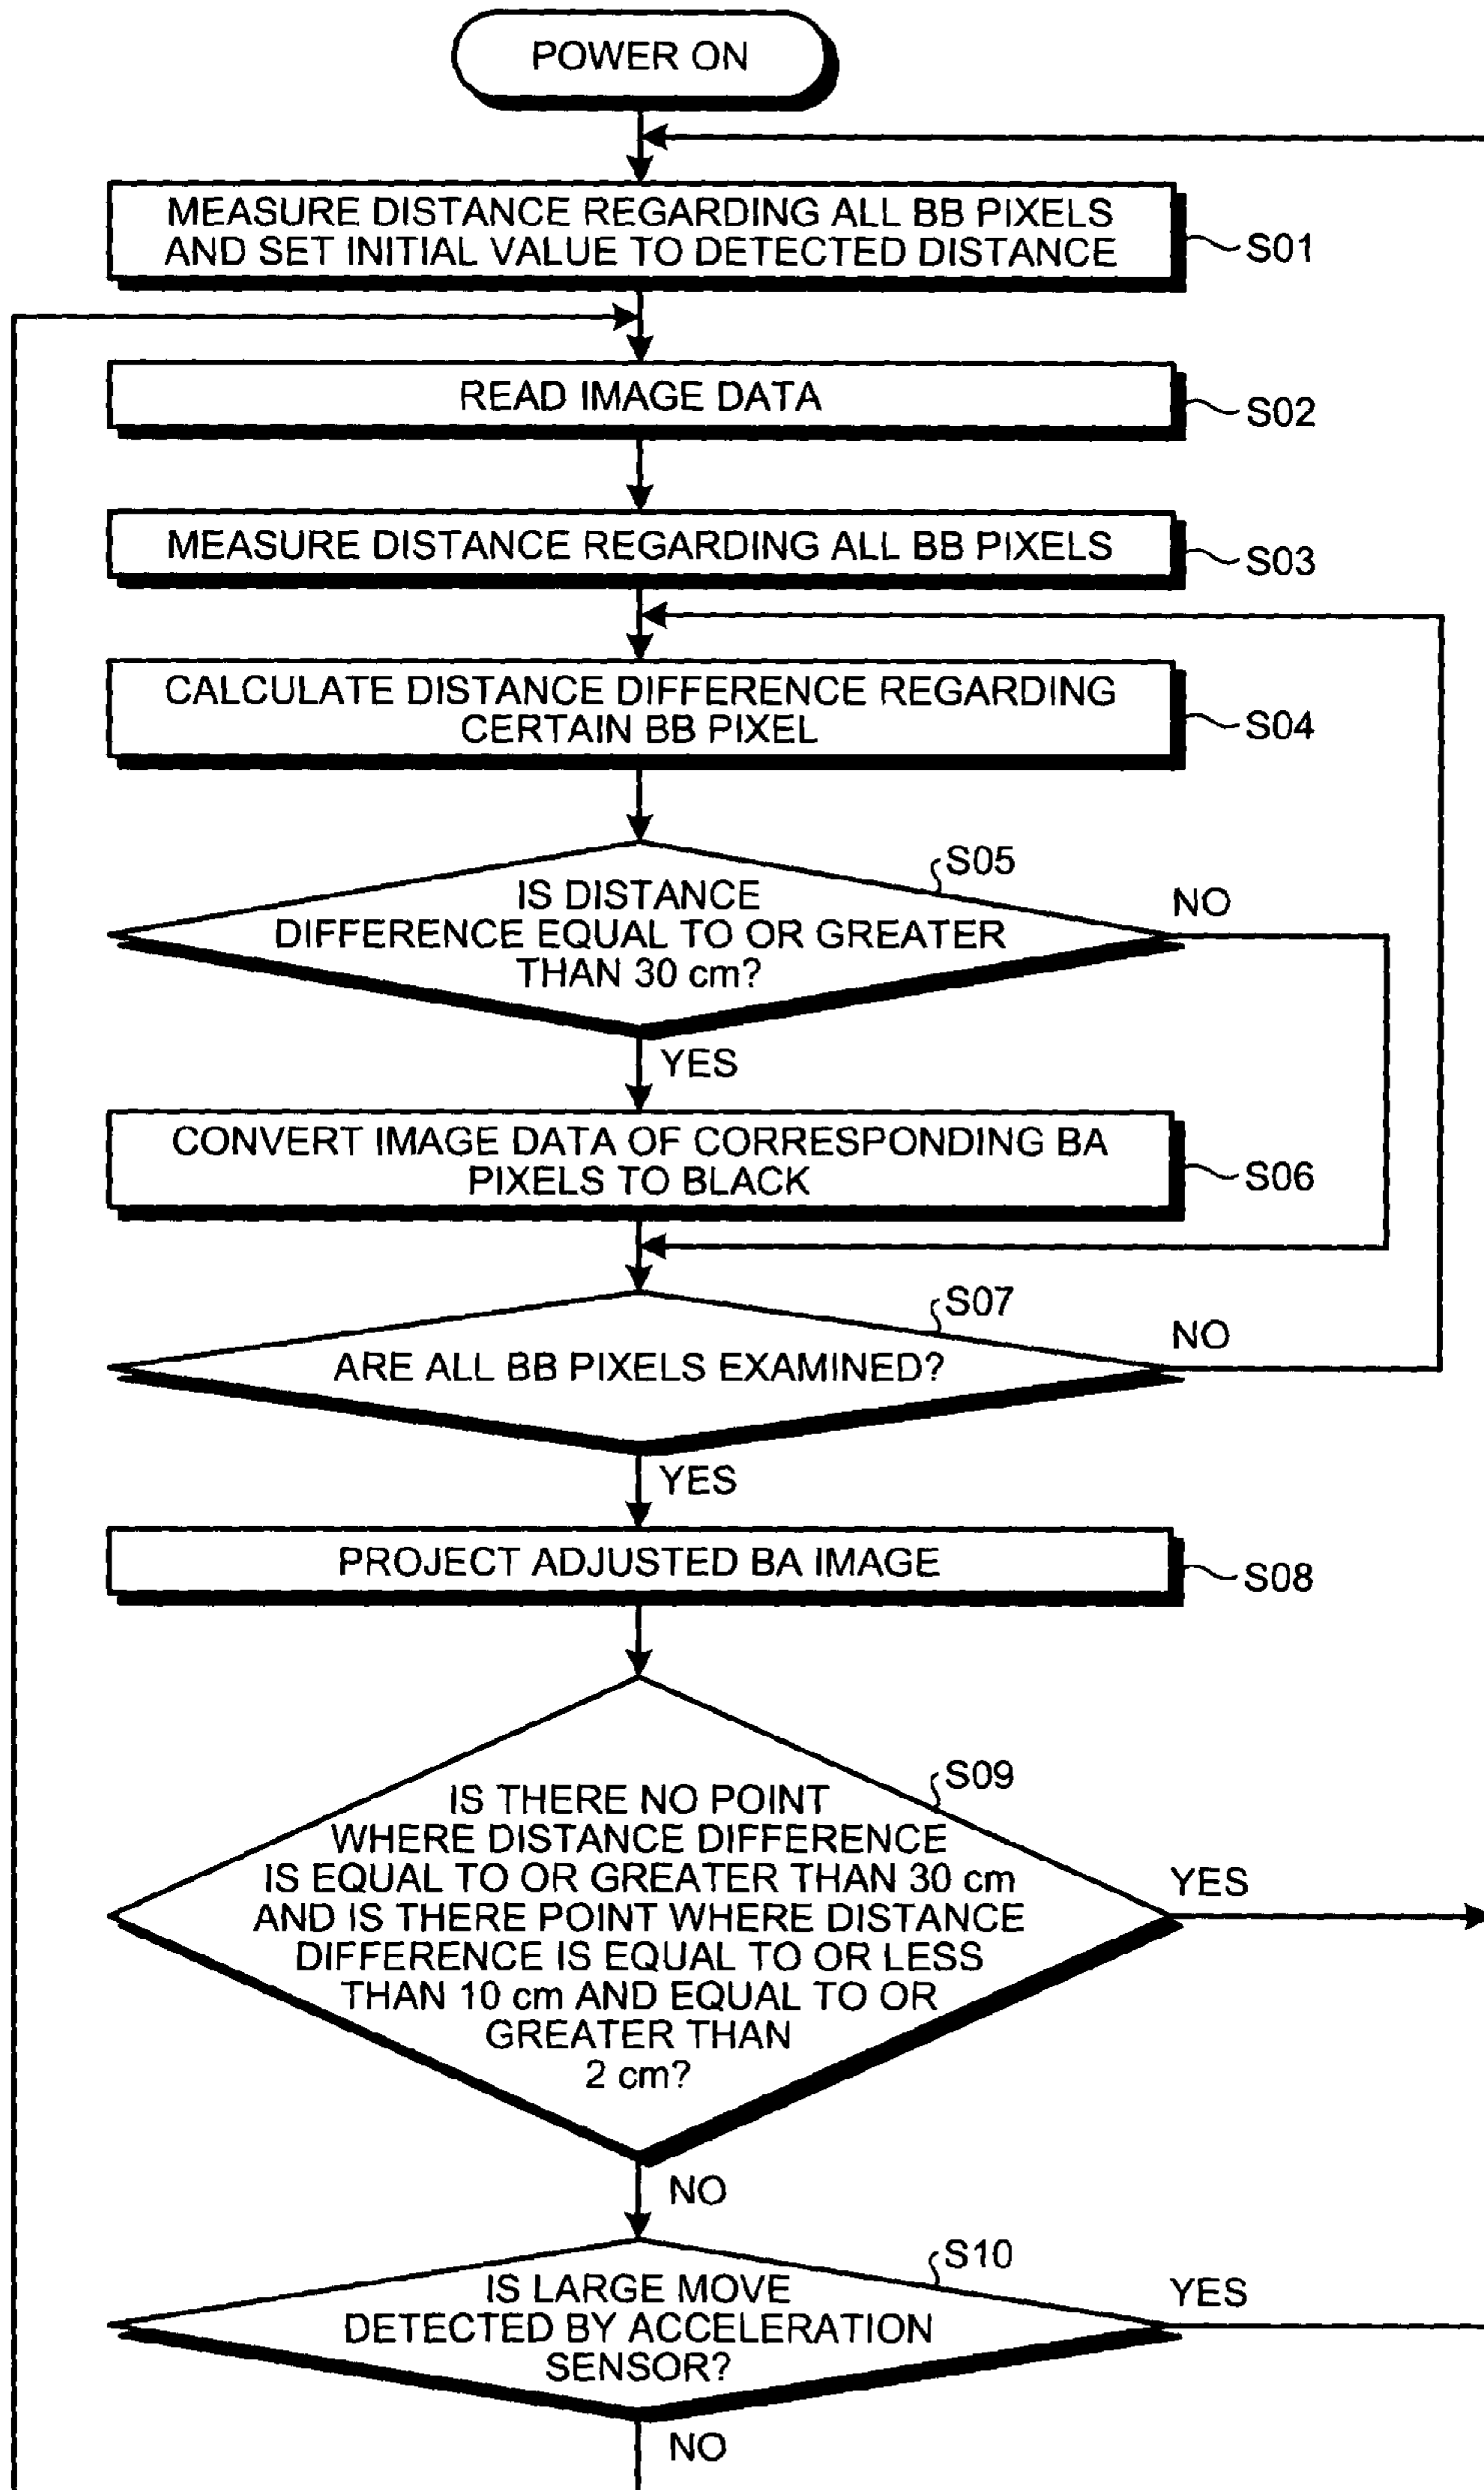 POWER ON
MEASURE DISTANCE REGARDING ALL BB PIXELS
AND SET INITIAL VALUE TO DETECTED DISTANCE
S01
READ IMAGE DATA
S02
MEASURE DISTANCE REGARDING ALL BB PIXELS
S03
CALCULATE DISTANCE DIFFERENCE REGARDING
CERTAIN BB PIXEL
S04
S05
IS DISTANCE
DIFFERENCE EQUAL TO OR GREATER
THAN 30 cm?
NO
YES
CONVERT IMAGE DATA OF CORRESPONDING BA
PIXELS TO BLACK
S06
S07
ARE ALL BB PIXELS EXAMINED?
NO
YES
PROJECT ADJUSTED BA IMAGE
S08
S09
IS THERE NO POINT
WHERE DISTANCE DIFFERENCE
IS EQUAL TO OR GREATER THAN 30 cm
AND IS THERE POINT WHERE DISTANCE
DIFFERENCE IS EQUAL TO OR LESS
THAN 10 cm AND EQUAL TO OR
GREATER THAN
2 cm?
YES
NO
S10
IS LARGE MOVE
DETECTED BY ACCELERATION
SENSOR?
YES
NO